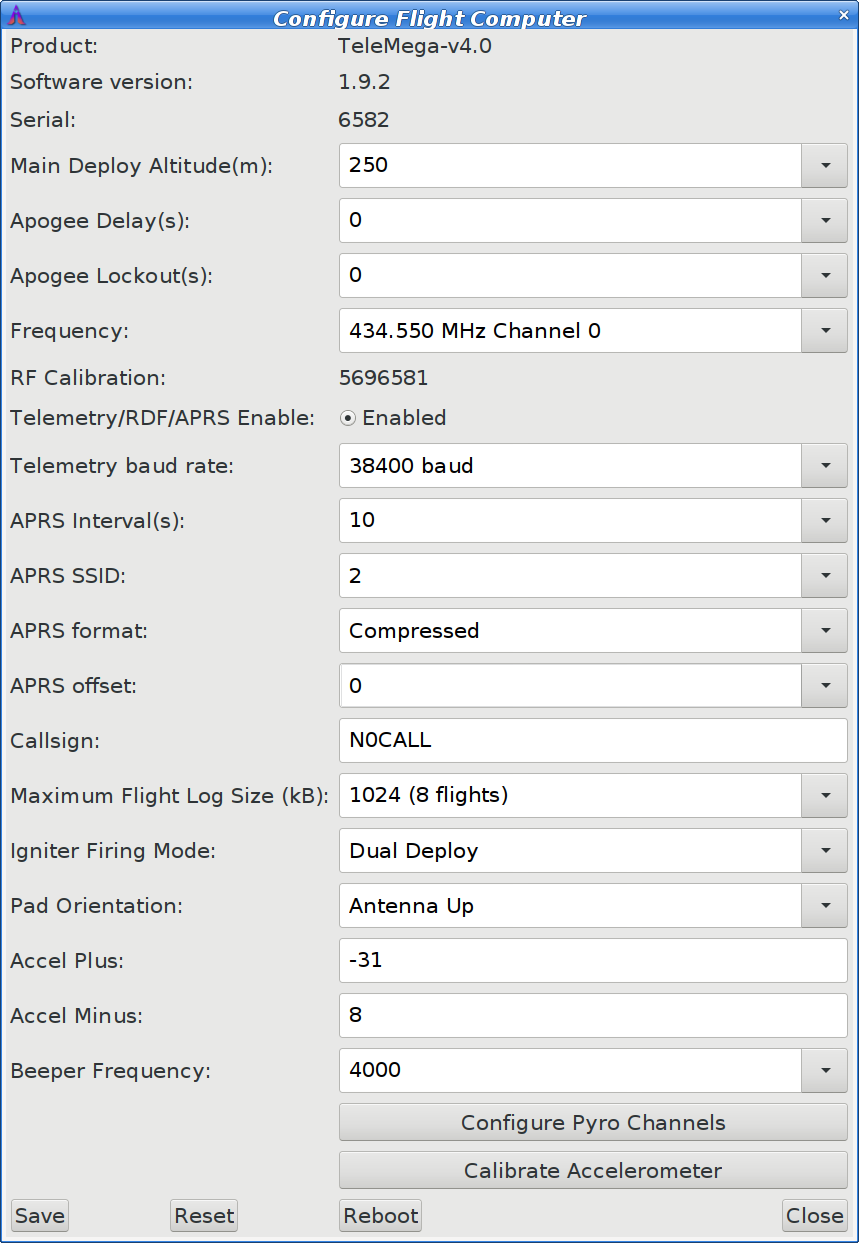 Configure Flight Computer
Product: TeleMega-v4.0
Software version: 1.9.2
Serial: 6582
Main Deploy Altitude(m): 250
Apogee Delay(s): 0
Apogee Lockout(s): 0
Frequency: 434.550 MHz Channel 0
RF Calibration: 5696581
Telemetry/RDF/APRS Enable: Enabled
Telemetry baud rate: 38400 baud
APRS Interval(s): 10
APRS SSID: 2
APRS format: Compressed
APRS offset: 0
Callsign: N0CALL
Maximum Flight Log Size (kB): 1024 (8 flights)
Igniter Firing Mode: Dual Deploy
Pad Orientation: Antenna Up
Accel Plus: -31
Accel Minus: 8
Beeper Frequency: 4000
Configure Pyro Channels
Calibrate Accelerometer
Save Reset Reboot Close